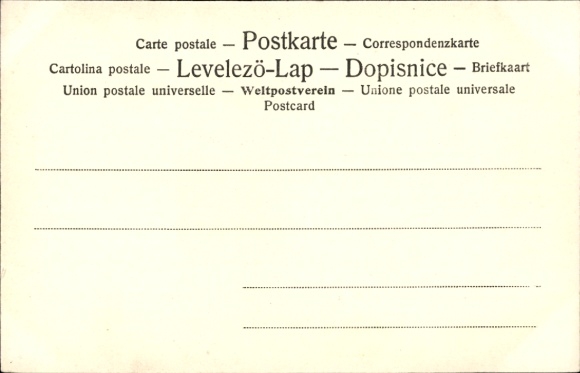 Carte postale — Postkarte — Correspondenzkarte
Cartolina postale — Levelezö-Lap — Dopisnice — Briefkaart
Union postale universelle — Weltpostverein — Unione postale universale
Postcard